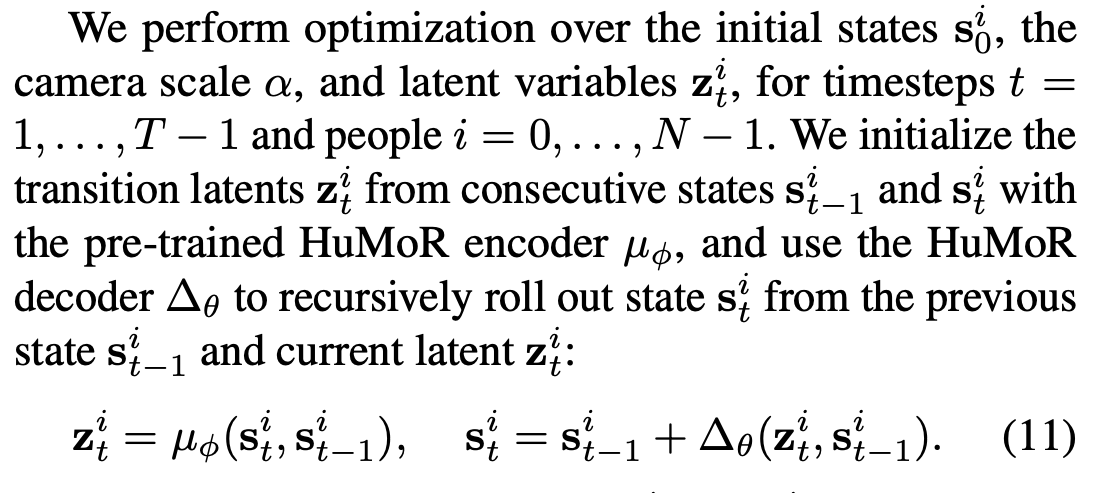 We perform optimization over the initial states $\mathbf{s}_0^i$, the
camera scale $\alpha$, and latent variables $\mathbf{z}_t^i$, for timesteps $t =$
$1, \ldots, T - 1$ and people $i = 0, \ldots, N - 1$. We initialize the
transition latents $\mathbf{z}_t^i$ from consecutive states $\mathbf{s}_{t-1}^i$ and $\mathbf{s}_t^i$ with
the pre-trained HuMoR encoder $\mu_\phi$, and use the HuMoR
decoder $\Delta_\theta$ to recursively roll out state $\mathbf{s}_t^i$ from the previous
state $\mathbf{s}_{t-1}^i$ and current latent $\mathbf{z}_t^i$:
$\mathbf{z}_t^i = \mu_\phi(\mathbf{s}_t^i, \mathbf{s}_{t-1}^i), \quad \mathbf{s}_t^i = \mathbf{s}_{t-1}^i + \Delta_\theta(\mathbf{z}_t^i, \mathbf{s}_{t-1}^i).$ (11)